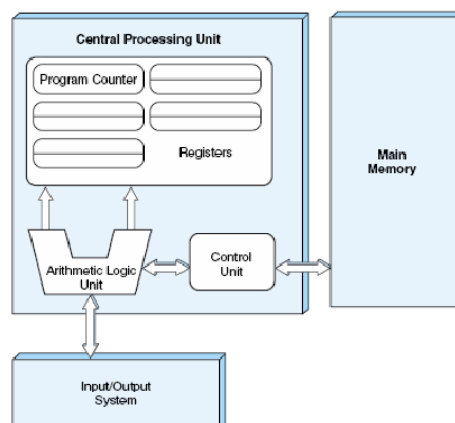 Central Processing Unit
Program Counter
Registers
Main
Memory
Arithmetic Logic
Unit
Control
Unit
Input/Output
System